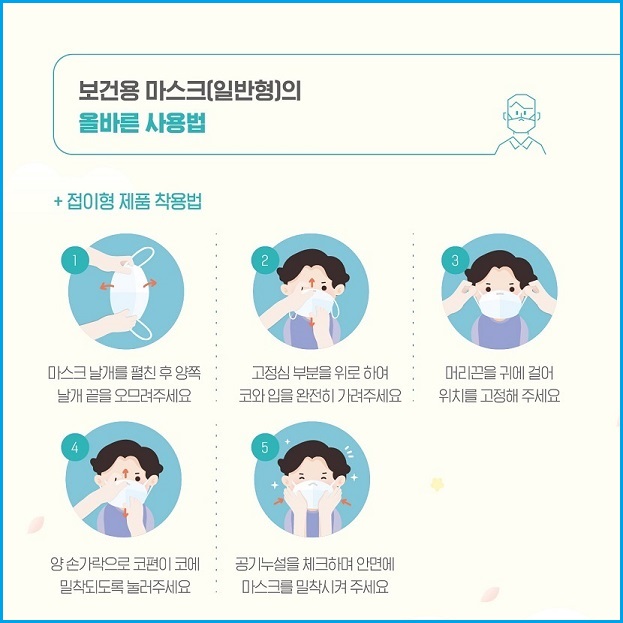 보건용 마스크(일반형)의
올바른 사용법
+ 접이형 제품 착용법
1
마스크 날개를 펼친 후 양쪽
날개 끝을 오므려주세요
2
고정심 부분을 위로 하여
코와 입을 완전히 가려주세요
3
머리끈을 귀에 걸어
위치를 고정해 주세요
4
양 손가락으로 코편이 코에
밀착되도록 눌러주세요
5
공기누설을 체크하며 안면에
마스크를 밀착시켜 주세요